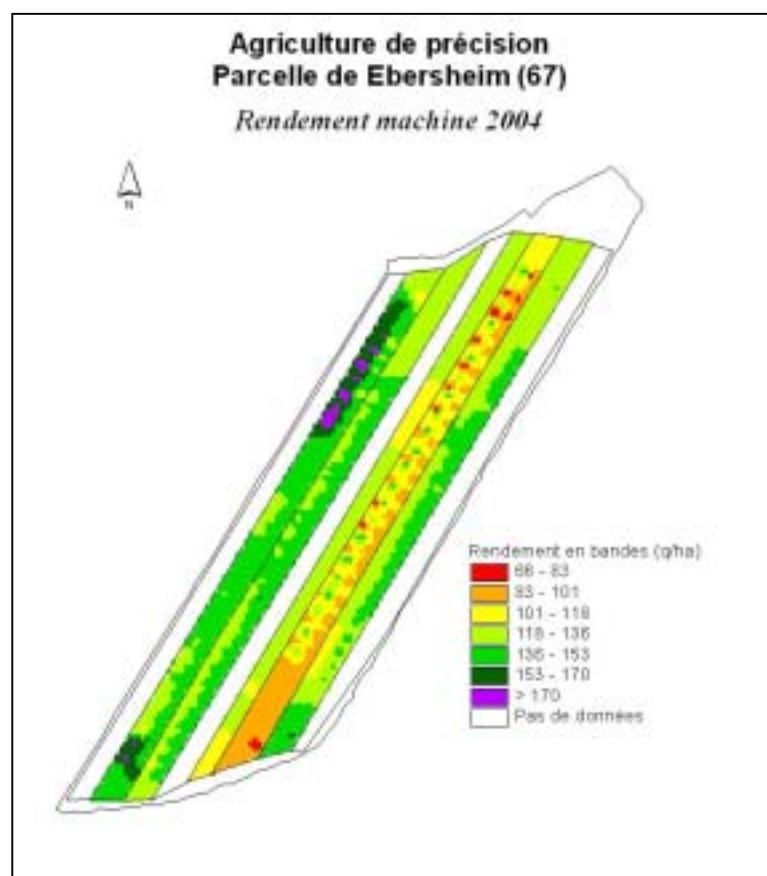 Agriculture de précision
Parcelle de Ebersheim (67)
Rendement machine 2004
N
Rendement en bandes (q/ha)
66 - 83
83 - 101
101 - 118
118 - 136
136 - 153
153 - 170
> 170
Pas de données